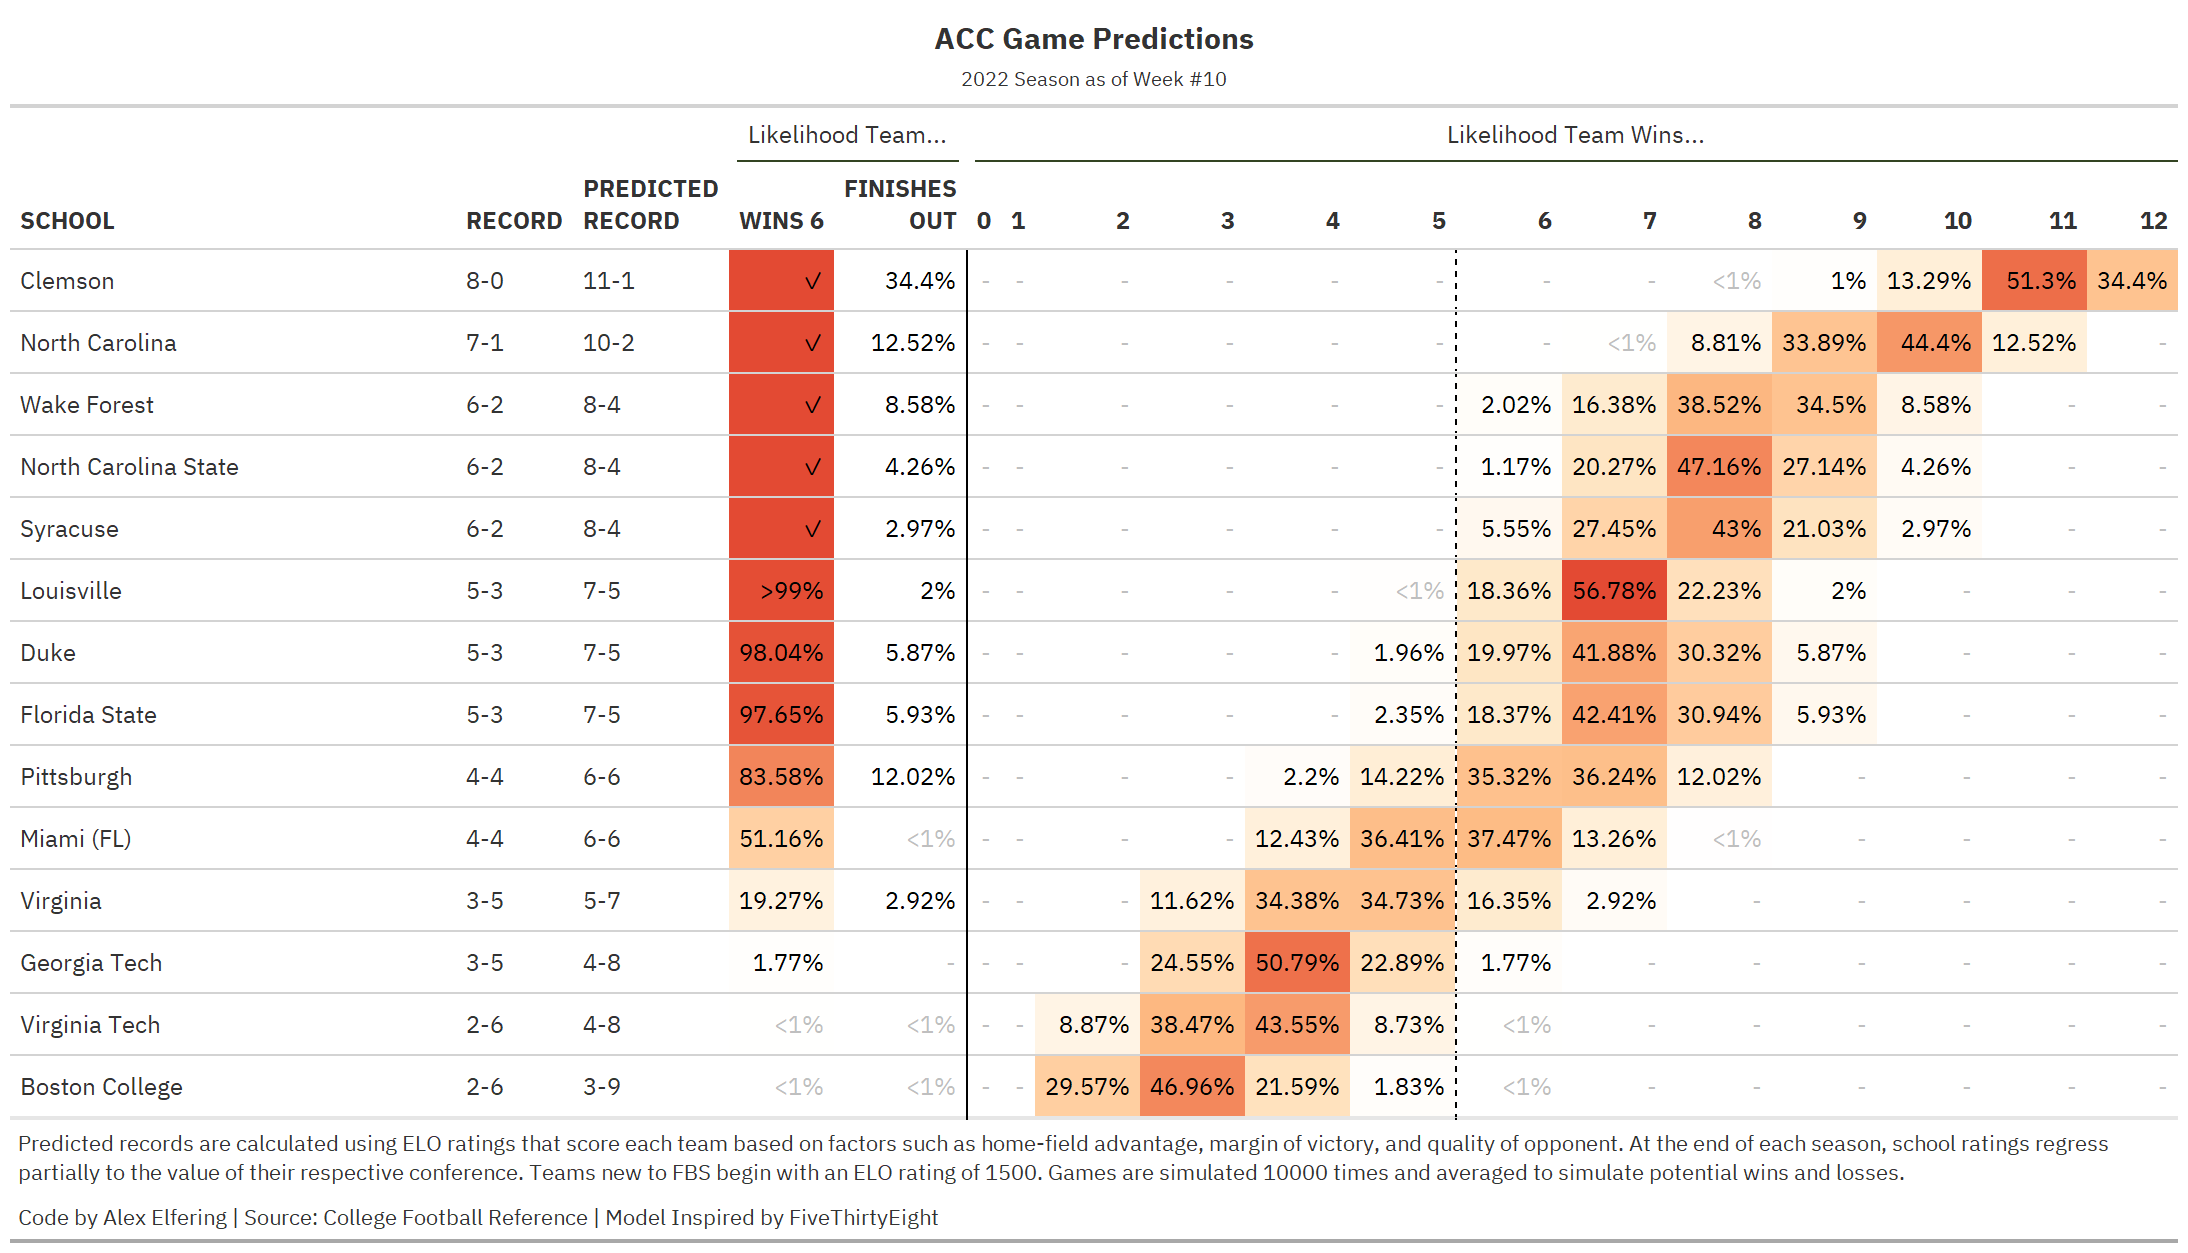 ACC Game Predictions
2022 Season as of Week #10
Likelihood Team... Likelihood Team Wins...
SCHOOL RECORD PREDICTED RECORD WINS 6 FINISHES OUT 0 1 2 3 4 5 6 7 8 9 10 11 12
Clemson 8-0 11-1 ✓ 34.4% - - - - - - - - <1% 1% 13.29% 51.3% 34.4%
North Carolina 7-1 10-2 ✓ 12.52% - - - - - - - <1% 8.81% 33.89% 44.4% 12.52% -
Wake Forest 6-2 8-4 ✓ 8.58% - - - - - - 2.02% 16.38% 38.52% 34.5% 8.58% - -
North Carolina State 6-2 8-4 ✓ 4.26% - - - - - - 1.17% 20.27% 47.16% 27.14% 4.26% - -
Syracuse 6-2 8-4 ✓ 2.97% - - - - - - 5.55% 27.45% 43% 21.03% 2.97% - -
Louisville 5-3 7-5 >99% 2% - - - - - <1% 18.36% 56.78% 22.23% 2% - - -
Duke 5-3 7-5 98.04% 5.87% - - - - - 1.96% 19.97% 41.88% 30.32% 5.87% - - -
Florida State 5-3 7-5 97.65% 5.93% - - - - - 2.35% 18.37% 42.41% 30.94% 5.93% - - -
Pittsburgh 4-4 6-6 83.58% 12.02% - - - - 2.2% 14.22% 35.32% 36.24% 12.02% - - - -
Miami (FL) 4-4 6-6 51.16% <1% - - - - 12.43% 36.41% 37.47% 13.26% <1% - - - -
Virginia 3-5 5-7 19.27% 2.92% - - - 11.62% 34.38% 34.73% 16.35% 2.92% - - - - -
Georgia Tech 3-5 4-8 1.77% - - - - 24.55% 50.79% 22.89% 1.77% - - - - - -
Virginia Tech 2-6 4-8 <1% <1% - - 8.87% 38.47% 43.55% 8.73% <1% - - - - - -
Boston College 2-6 3-9 <1% <1% - - 29.57% 46.96% 21.59% 1.83% <1% - - - - - -
Predicted records are calculated using ELO ratings that score each team based on factors such as home-field advantage, margin of victory, and quality of opponent. At the end of each season, school ratings regress
partially to the value of their respective conference. Teams new to FBS begin with an ELO rating of 1500. Games are simulated 10000 times and averaged to simulate potential wins and losses.
Code by Alex Elfering | Source: College Football Reference | Model Inspired by FiveThirtyEight